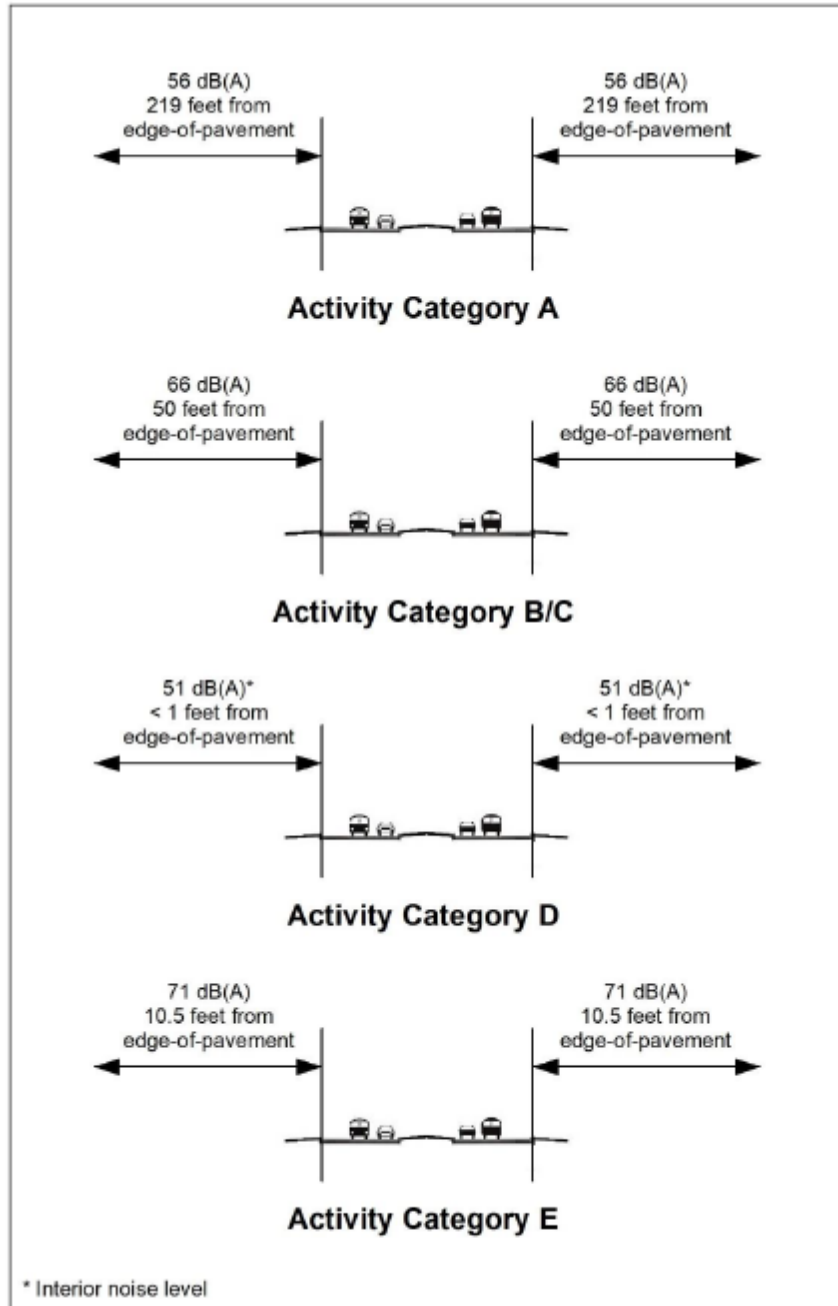 56 dB(A)
219 feet from
edge-of-pavement
56 dB(A)
219 feet from
edge-of-pavement
Activity Category A
66 dB(A)
50 feet from
edge-of-pavement
66 dB(A)
50 feet from
edge-of-pavement
Activity Category B/C
51 dB(A)*
< 1 feet from
edge-of-pavement
51 dB(A)*
< 1 feet from
edge-of-pavement
Activity Category D
71 dB(A)
10.5 feet from
edge-of-pavement
71 dB(A)
10.5 feet from
edge-of-pavement
Activity Category E
* Interior noise level